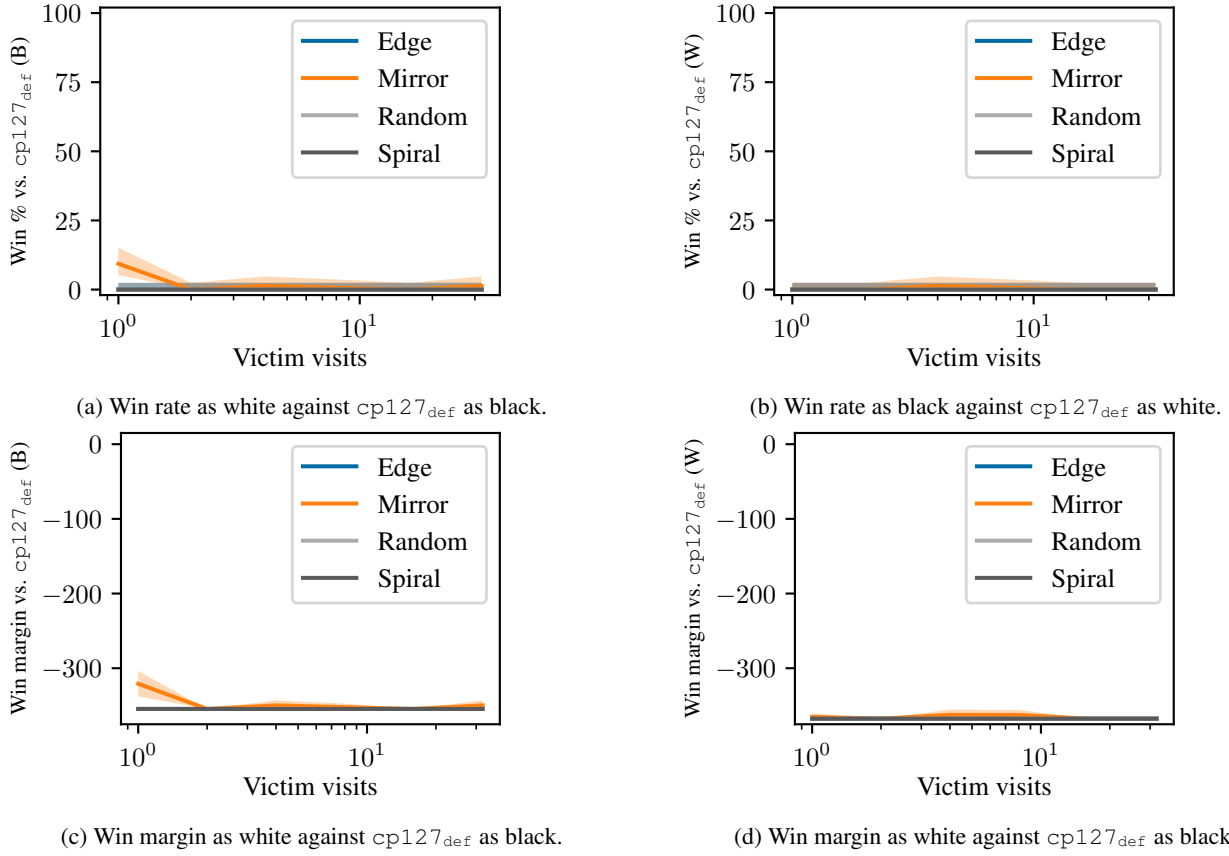 Win % vs. cp127def (B)
100
75
50
25
0
Edge
Mirror
Random
Spiral
10^0
10^1
Victim visits
(a) Win rate as white against cp127def as black.
Win % vs. cp127def (W)
100
75
50
25
0
Edge
Mirror
Random
Spiral
10^0
10^1
Victim visits
(b) Win rate as black against cp127def as white.
Win margin vs. cp127def (B)
0
−100
−200
−300
Edge
Mirror
Random
Spiral
10^0
10^1
Victim visits
(c) Win margin as white against cp127def as black.
Win margin vs. cp127def (W)
0
−100
−200
−300
Edge
Mirror
Random
Spiral
10^0
10^1
Victim visits
(d) Win margin as white against cp127def as black